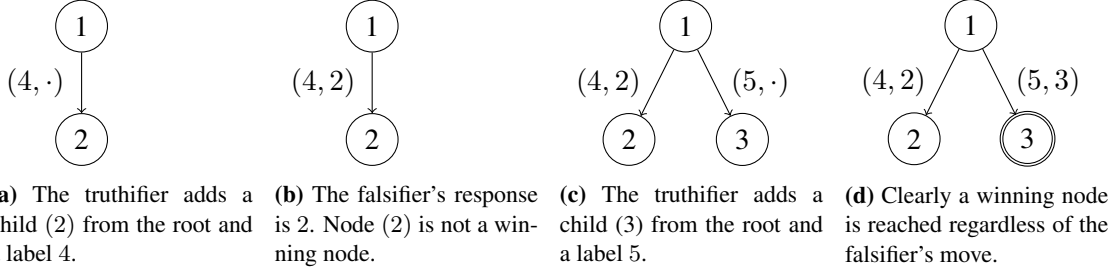 1
(4, ·)
2
1
(4, 2)
2
1
(4, 2)
(5, ·)
2
3
1
(4, 2)
(5, 3)
2
3
a) The truthifier adds a
hild (2) from the root and
label 4.
(b) The falsifier's response
is 2. Node (2) is not a win-
ning node.
(c) The truthifier adds a
child (3) from the root and
a label 5.
(d) Clearly a winning node
is reached regardless of the
falsifier's move.